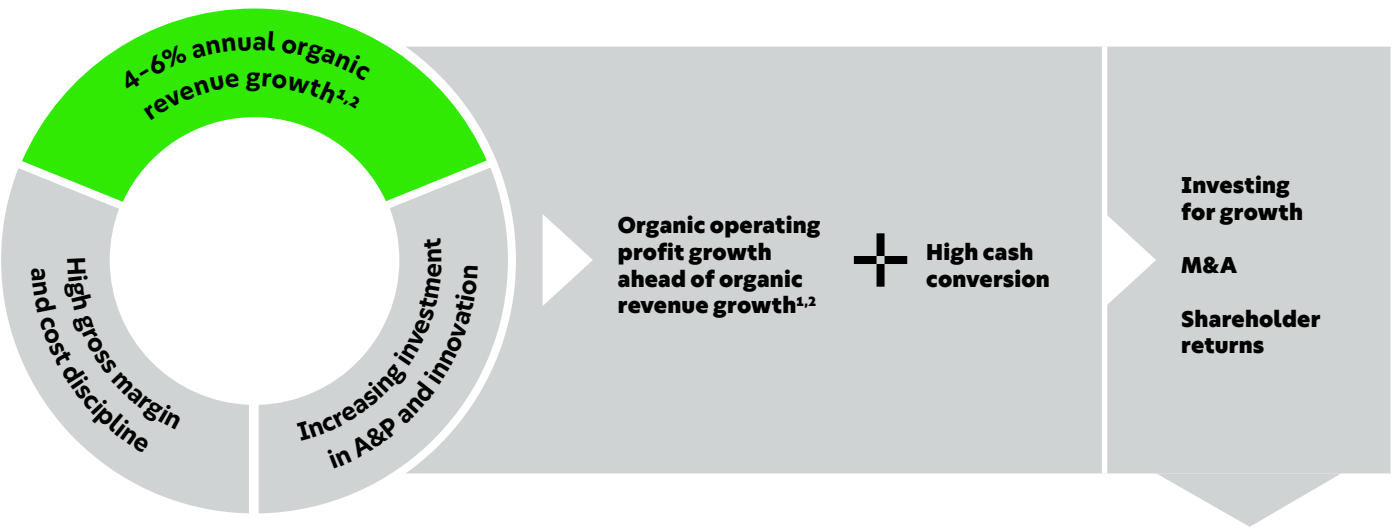 4-6% annual organic
revenue growth¹,²
High gross margin
and cost discipline
Increasing investment
in A&P and innovation
Organic operating
profit growth
ahead of organic
revenue growth¹,²
High cash
conversion
Investing
for growth
M&A
Shareholder
returns